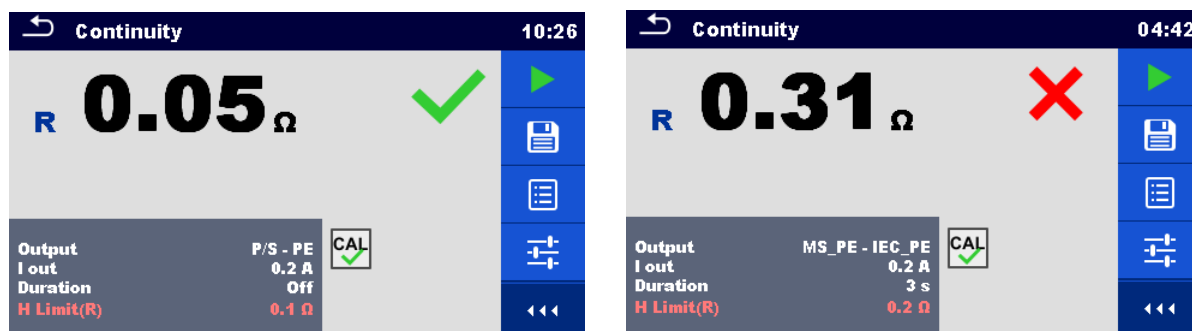 Continuity 10:26
R 0.05 Ω
CAL
Output P/S - PE
I out 0.2 A
Duration Off
H Limit(R) 0.1 Ω
Continuity 04:42
R 0.31 Ω
CAL
Output MS_PE - IEC_PE
I out 0.2 A
Duration 3 s
H Limit(R) 0.2 Ω